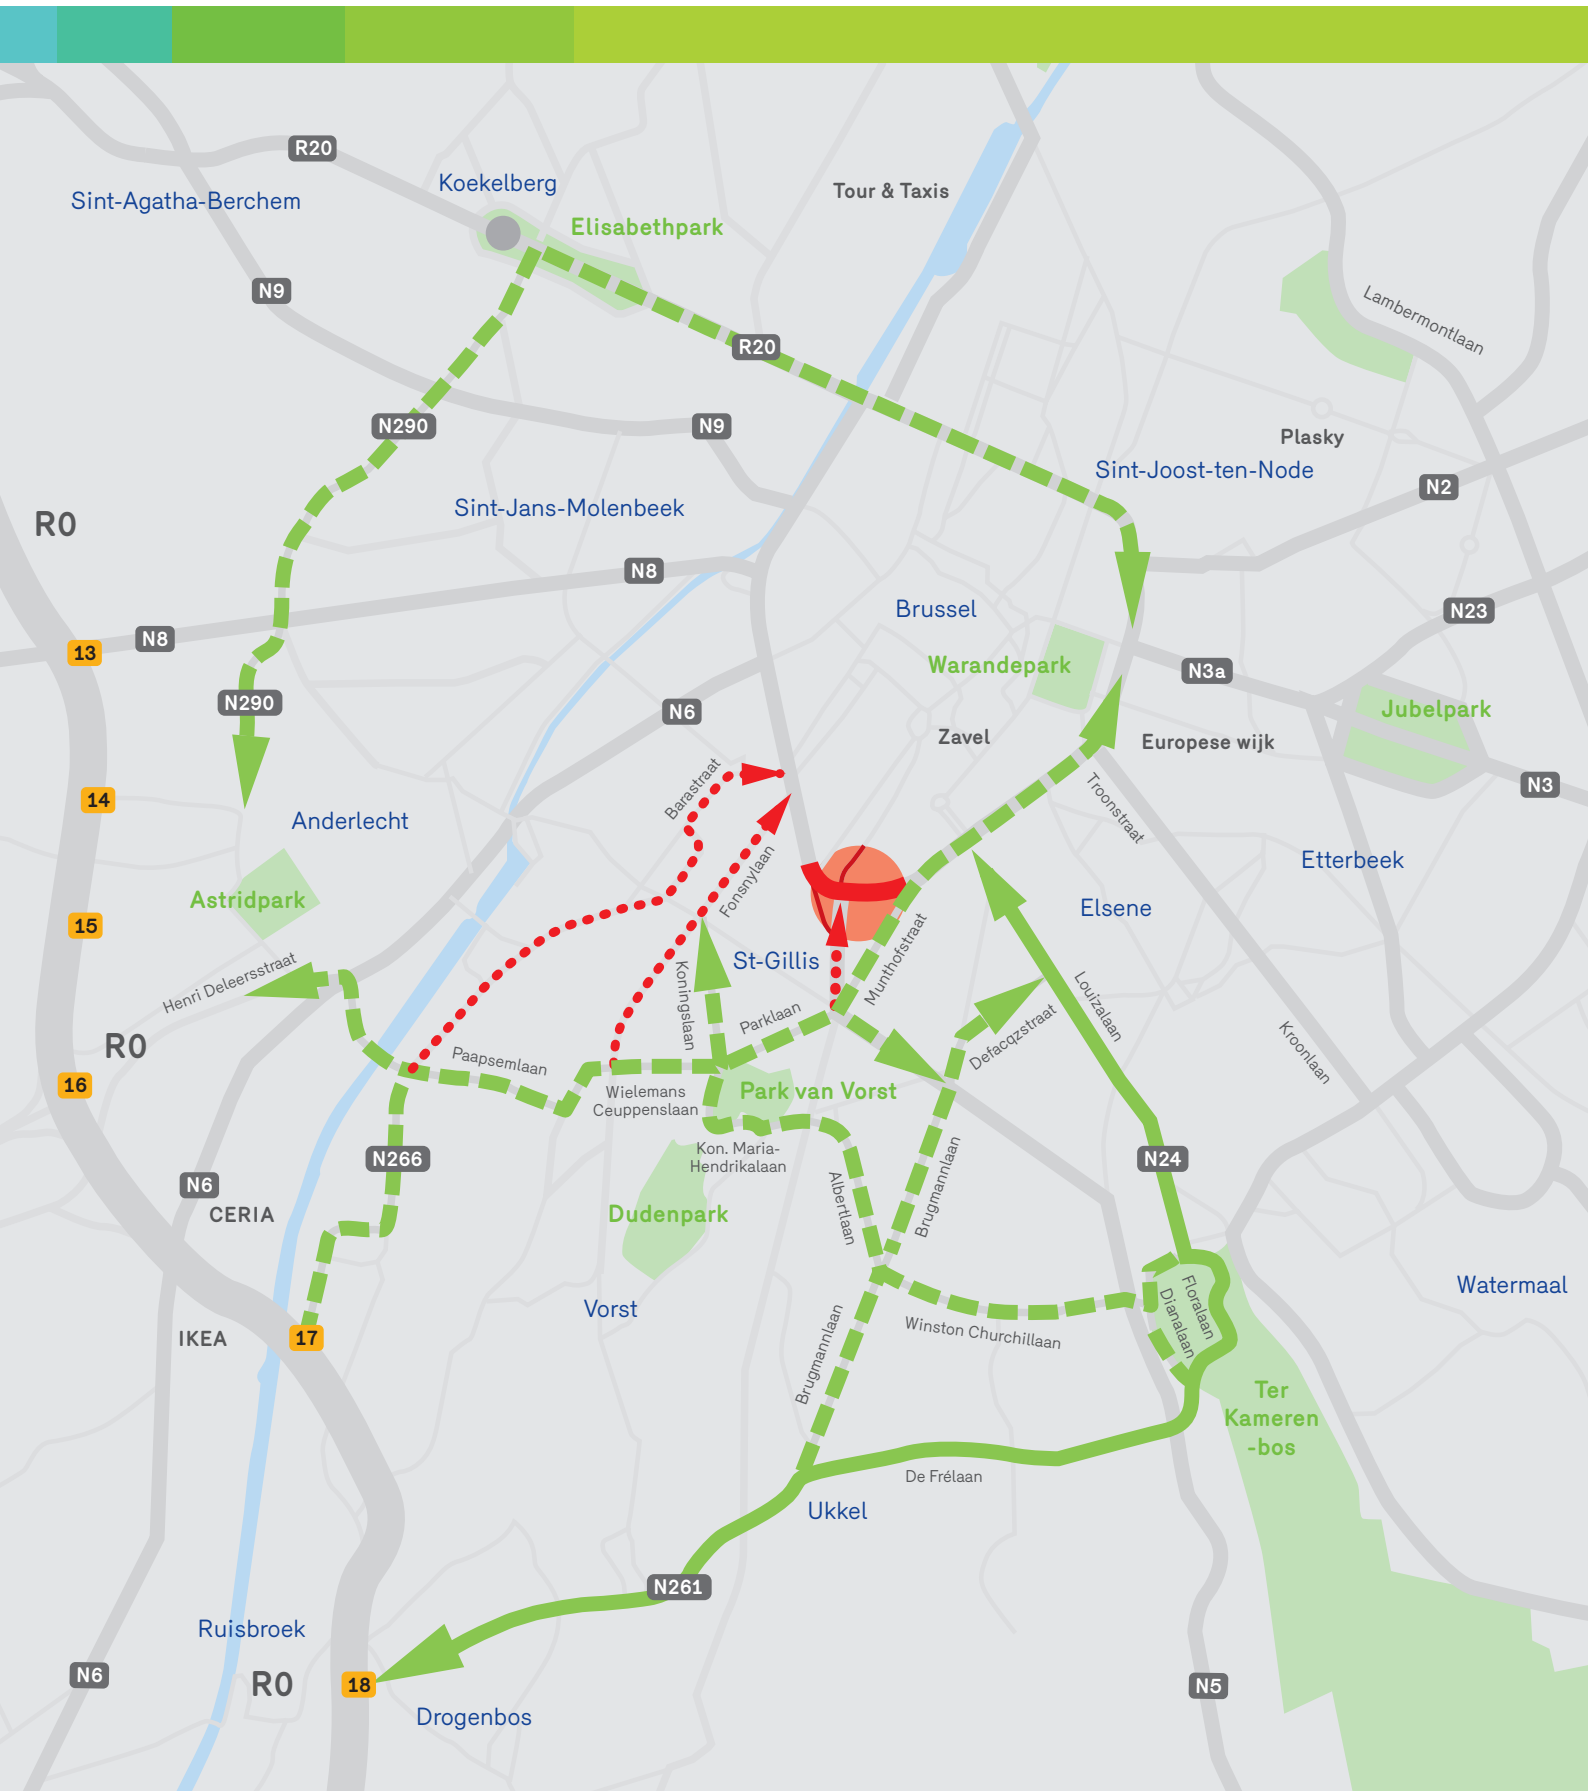 R20
Koekelberg
Tour & Taxis
Sint-Agatha-Berchem
Elisabethpark
N9
Lambermontlaan
R20
N290
N9
Plasky
Sint-Joost-ten-Node
N2
Sint-Jans-Molenbeek
R0
N8
Brussel
N23
N8
13
Warandepark
N3a
N290
N6
Jubelpark
Zavel
Europese wijk
Barastraat
N3
14
Troonstraat
Anderlecht
Etterbeek
Fonsnylaan
Astridpark
Elsene
15
Munthofstraat
St-Gillis
Henri Deleersstraat
Koningslaan
Louizalaan
Parklaan
Defacqzstraat
R0
Paapsemlaan
Kroonlaan
16
Wielemans
Ceuppenslaan
Park van Vorst
Kon. Maria-
Hendrikalaan
N266
N24
N6
Brugmannlaan
CERIA
Dudenpark
Albertlaan
Watermaal
Vorst
Floralaan
Dianalaan
IKEA
17
Winston Churchillaan
Brugmannlaan
Ter
Kameren
-bos
De Frélaan
Ukkel
N261
Ruisbroek
N6
R0
18
N5
Drogenbos